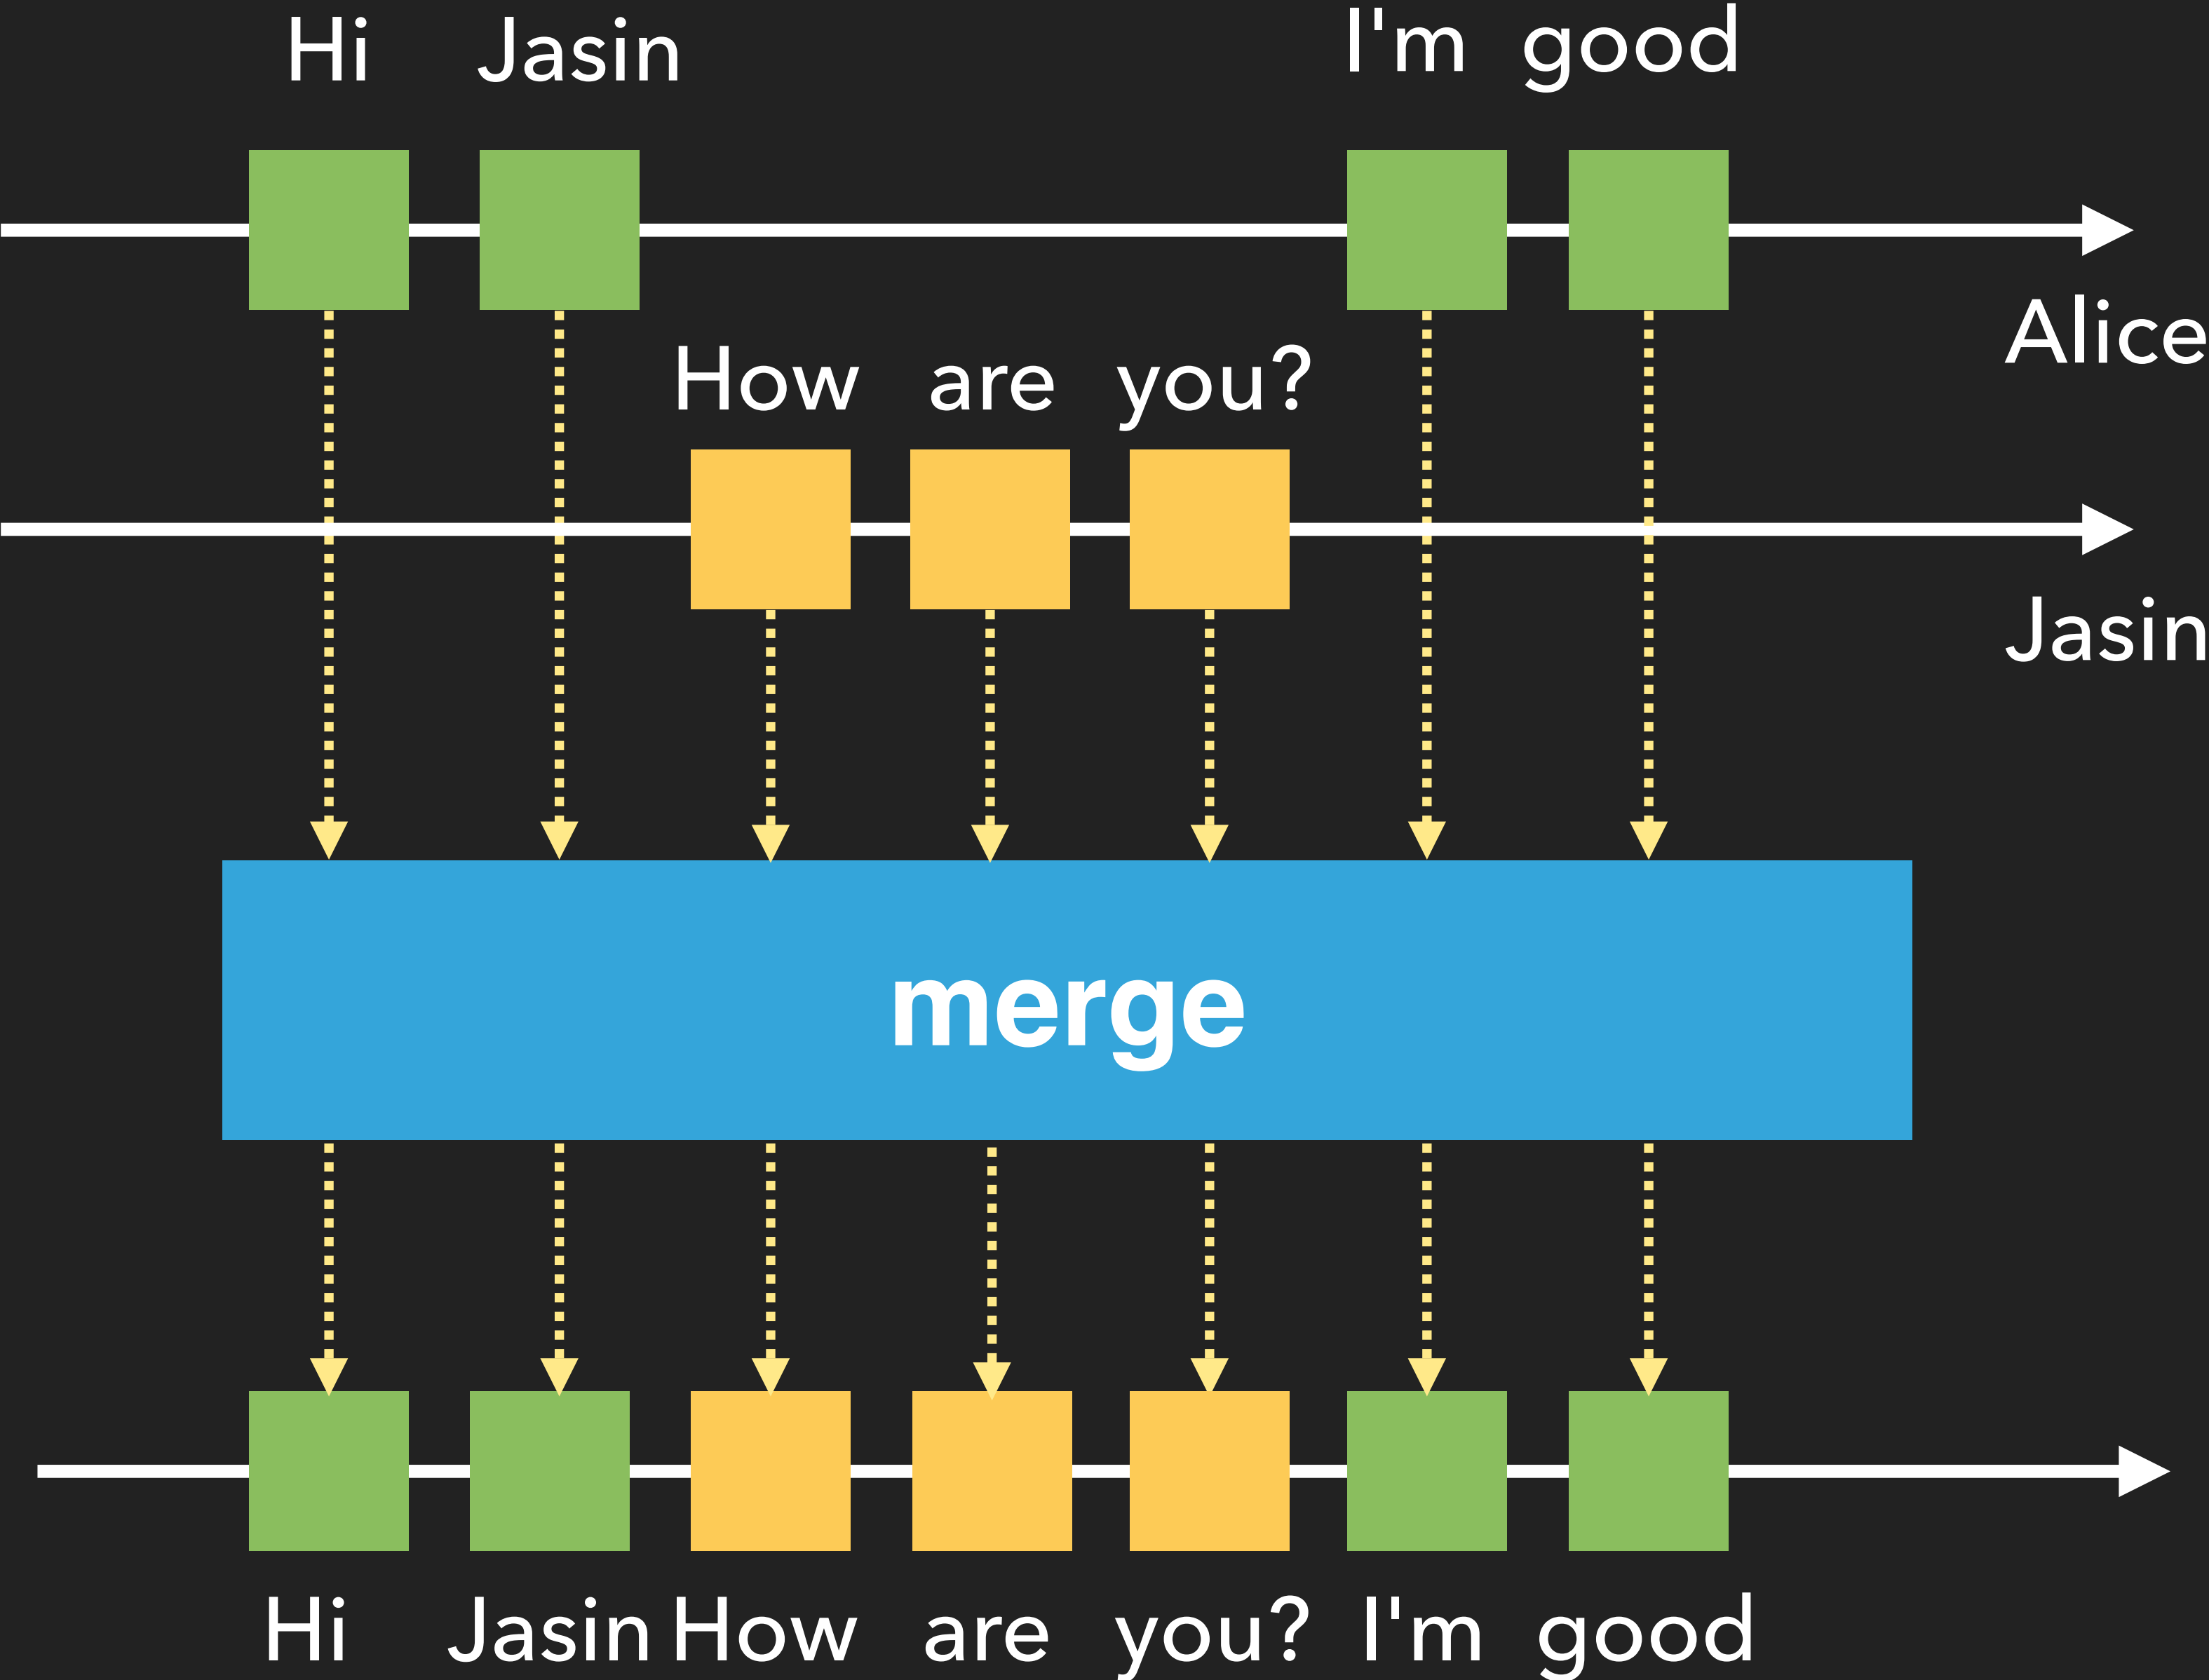 Hi Jasin I'm good
Alice
How are you?
Jasin
merge
Hi Jasin How are you? I'm good